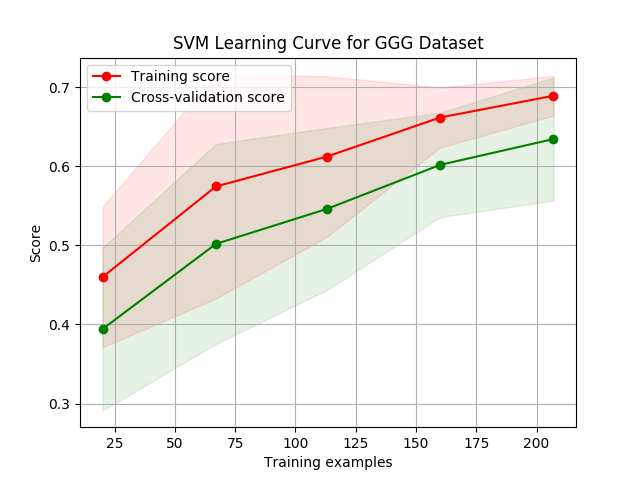 SVM Learning Curve for GGG Dataset
Training score
Cross-validation score
0.7
0.6
0.5
0.4
0.3
Score
25 50 75 100 125 150 175 200
Training examples